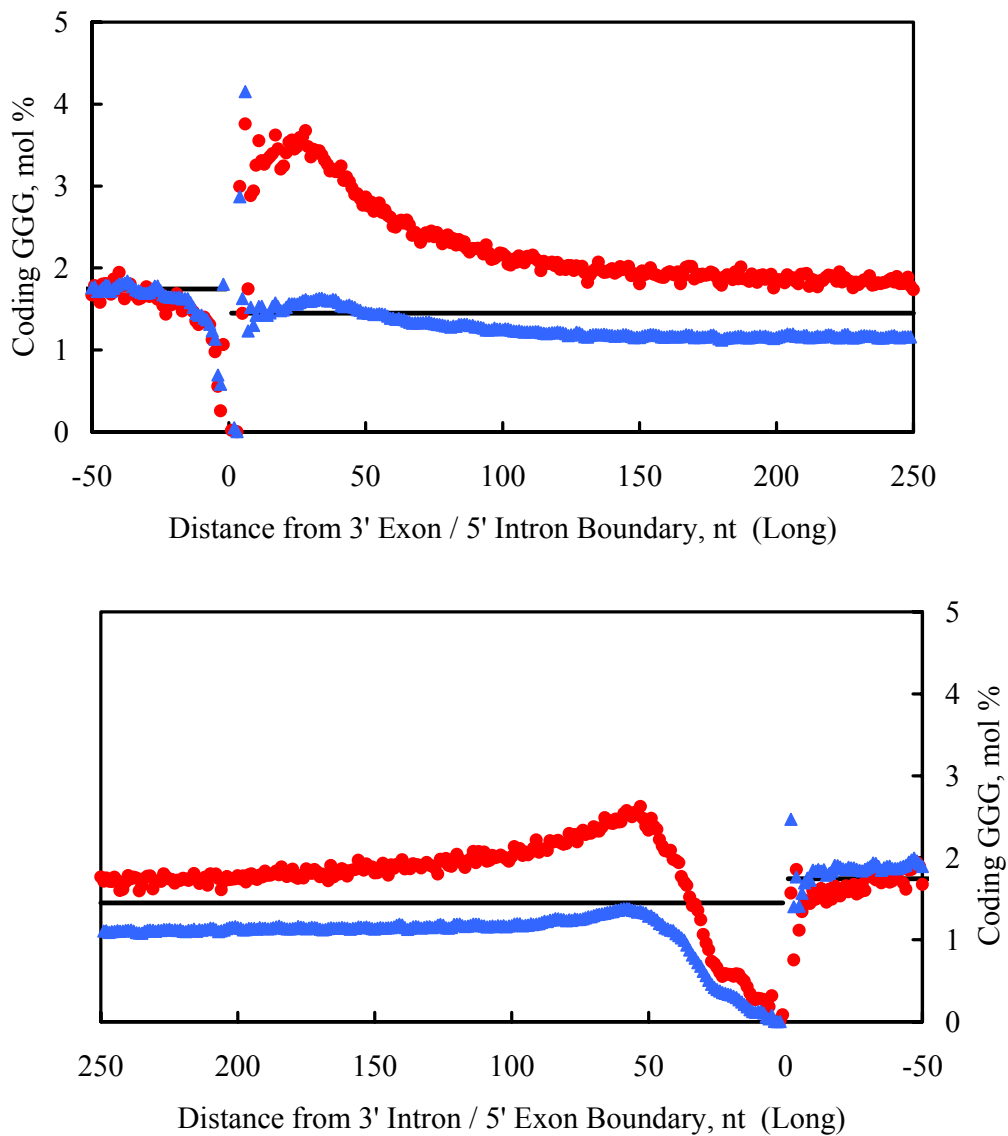 5
4
3
2
1
0
Coding GGG, mol %
-50 0 50 100 150 200 250
Distance from 3' Exon / 5' Intron Boundary, nt (Long)
5
4
3
2
1
0
Coding GGG, mol %
250 200 150 100 50 0 -50
Distance from 3' Intron / 5' Exon Boundary, nt (Long)